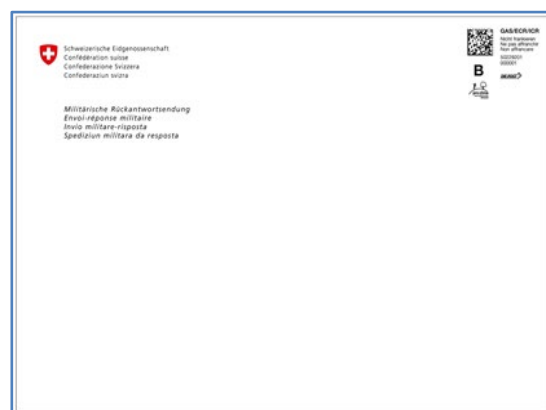 Schweizerische Eidgenossenschaft
Confédération suisse
Confederazione Svizzera
Confederaziun svizra
Militärische Rückantwortsendung
Envoi-réponse militaire
Invio militare-risposta
Spediziun militara da resposta
GAS/ECR/ICR
Nicht frankieren
Ne pas affranchir
Non affrancare
B